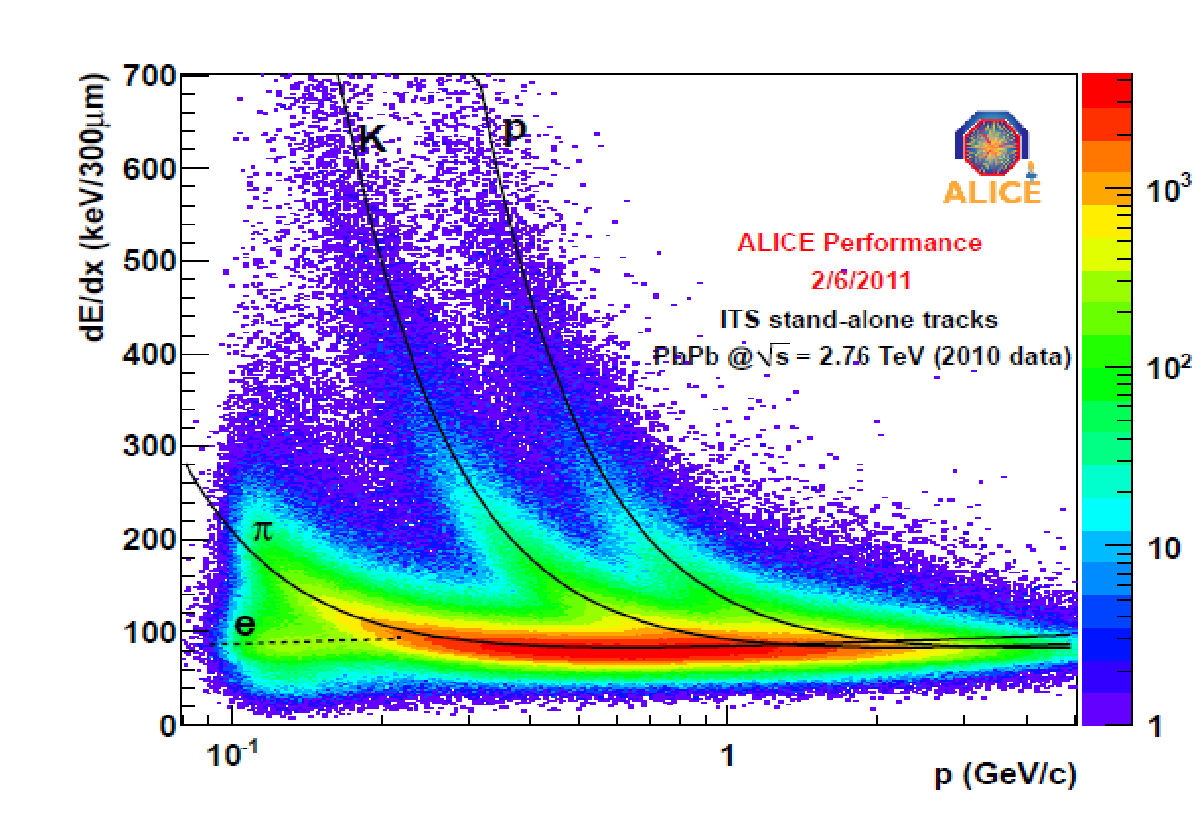 dE/dx (keV/300μm)
700
600
500
400
300
200
100
0
K
p
π
e
ALICE
ALICE Performance
2/6/2011
ITS stand-alone tracks
PbPb @√s = 2.76 TeV (2010 data)
10³
10²
10
1
10⁻¹
1
p (GeV/c)